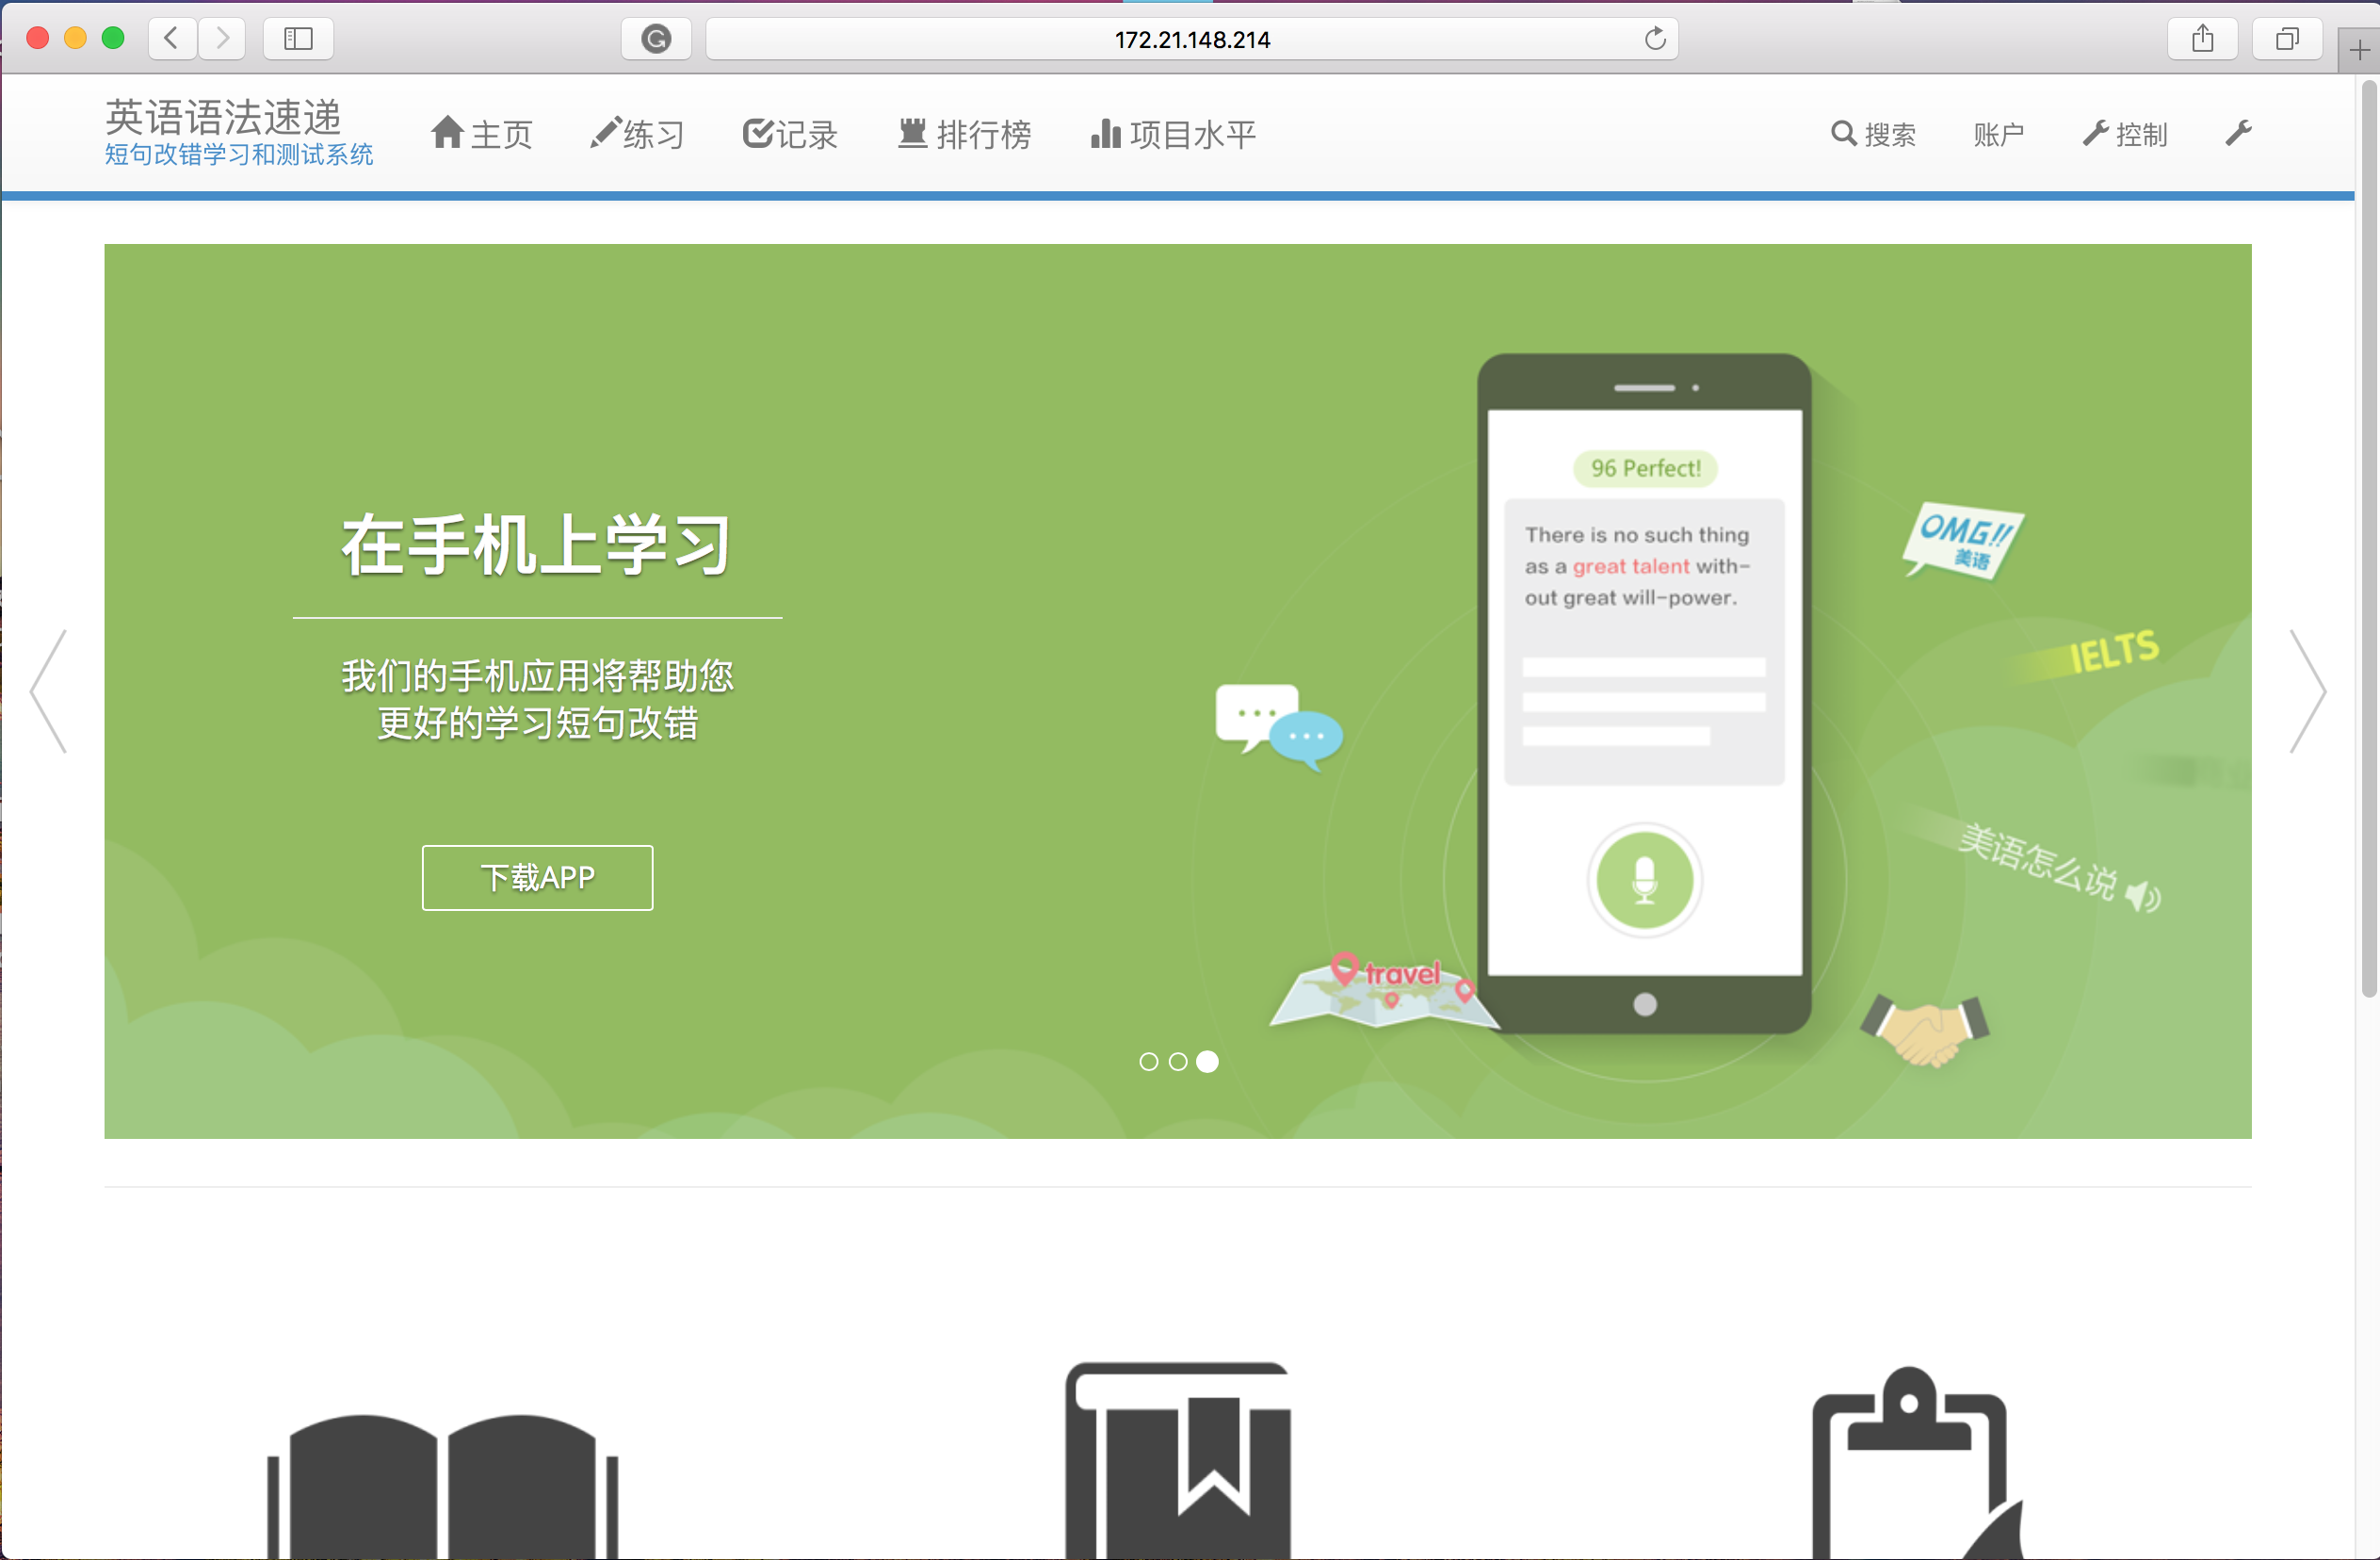 172.21.148.214
英语语法速递
短句改错学习和测试系统
主页
练习
记录
排行榜
项目水平
搜索
账户
控制
在手机上学习
我们的手机应用将帮助您
更好的学习短句改错
下载APP
96 Perfect!
There is no such thing
as a great talent with-
out great will-power.
OMG!!
美语
IELTS
美语怎么说
travel